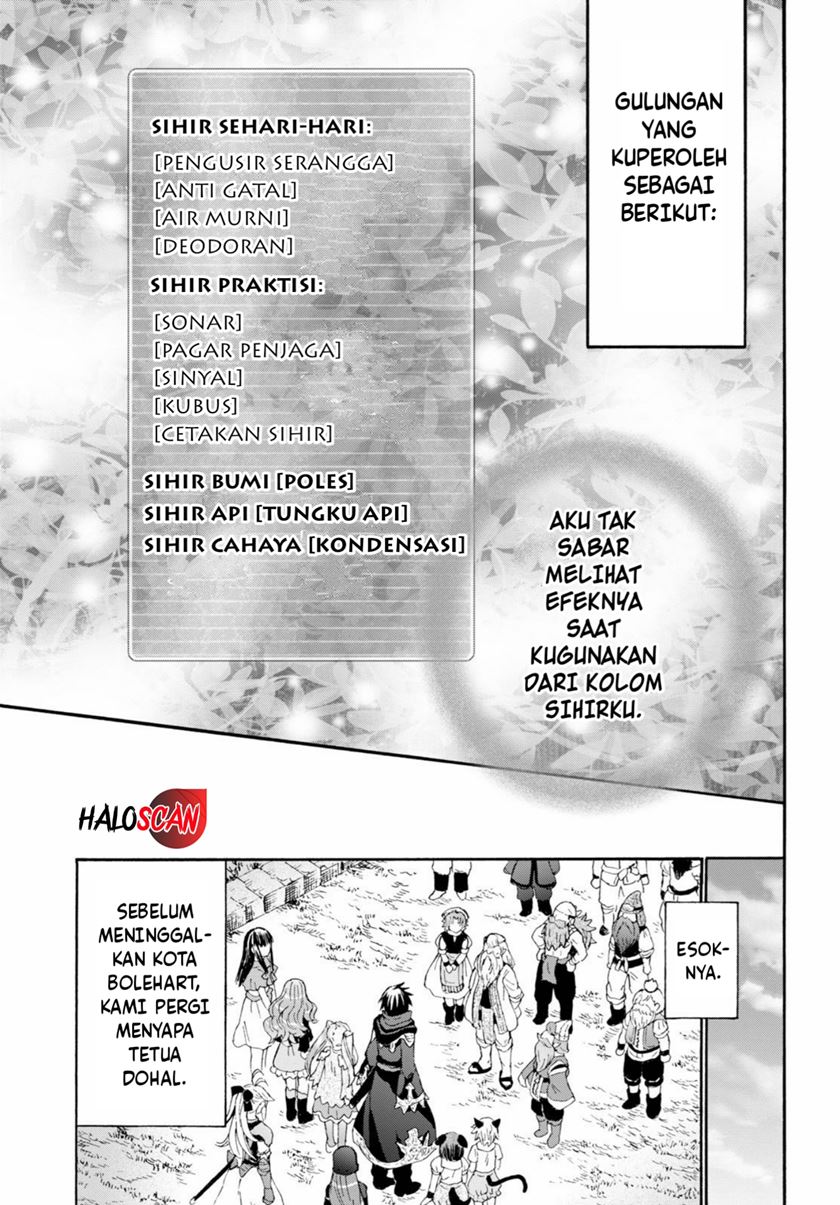 GULUNGAN
YANG
KUPEROLEH
SEBAGAI
BERIKUT:
SIHIR SEHARI-HARI:
[PENGUSIR SERANGGA]
[ANTI GATAL]
[AIR MURNI]
[DEODORAN]
SIHIR PRAKTISI:
[SONAR]
[PAGAR PENJAGA]
[SINYAL]
[KUBUS]
[CETAKAN SIHIR]
SIHIR BUMI [POLES]
SIHIR API [TUNGKU API]
SIHIR CAHAYA [KONDENSASI]
AKU TAK
SABAR
MELIHAT
EFEKNYA
SAAT
KUGUNAKAN
DARI KOLOM
SIHIRKU.
HALOSCAN
ESOK-
NYA.
SEBELUM
MENINGGAL-
KAN KOTA
BOLEHART,
KAMI PERGI
MENYAPA
TETUA
DOHAL.